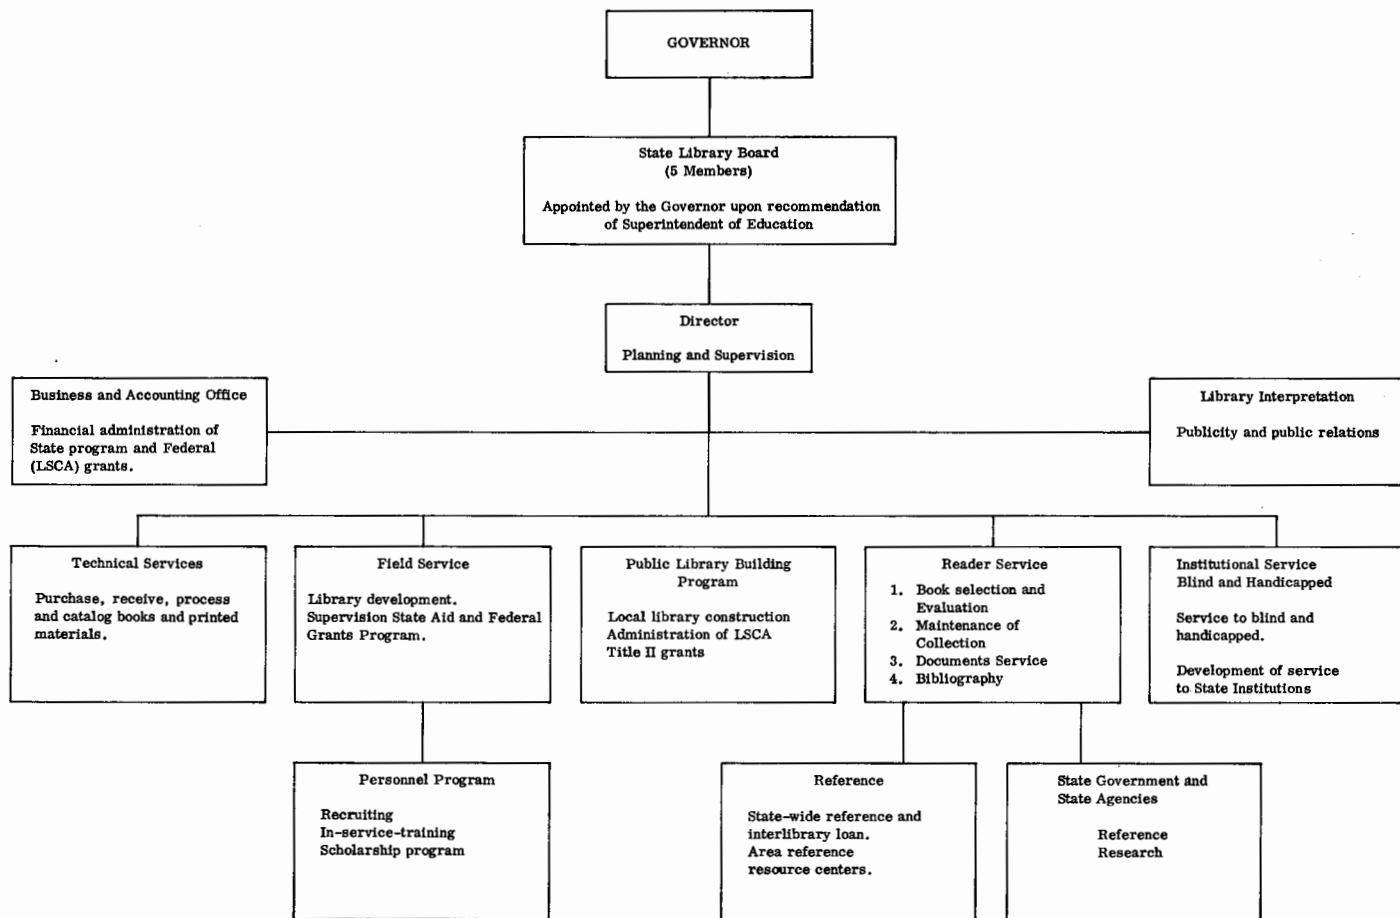 GOVERNOR
State Library Board
(5 Members)
Appointed by the Governor upon recommendation
of Superintendent of Education
Director
Planning and Supervision
Business and Accounting Office
Financial administration of
State program and Federal
(LSCA) grants.
Library Interpretation
Publicity and public relations
Technical Services
Purchase, receive, process
and catalog books and printed
materials.
Field Service
Library development.
Supervision State Aid and Federal
Grants Program.
Public Library Building
Program
Local library construction
Administration of LSCA
Title II grants
Reader Service
1. Book selection and
Evaluation
2. Maintenance of
Collection
3. Documents Service
4. Bibliography
Institutional Service
Blind and Handicapped
Service to blind and
handicapped.
Development of service
to State Institutions
Personnel Program
Recruiting
In-service-training
Scholarship program
Reference
State-wide reference and
interlibrary loan.
Area reference
resource centers.
State Government and
State Agencies
Reference
Research